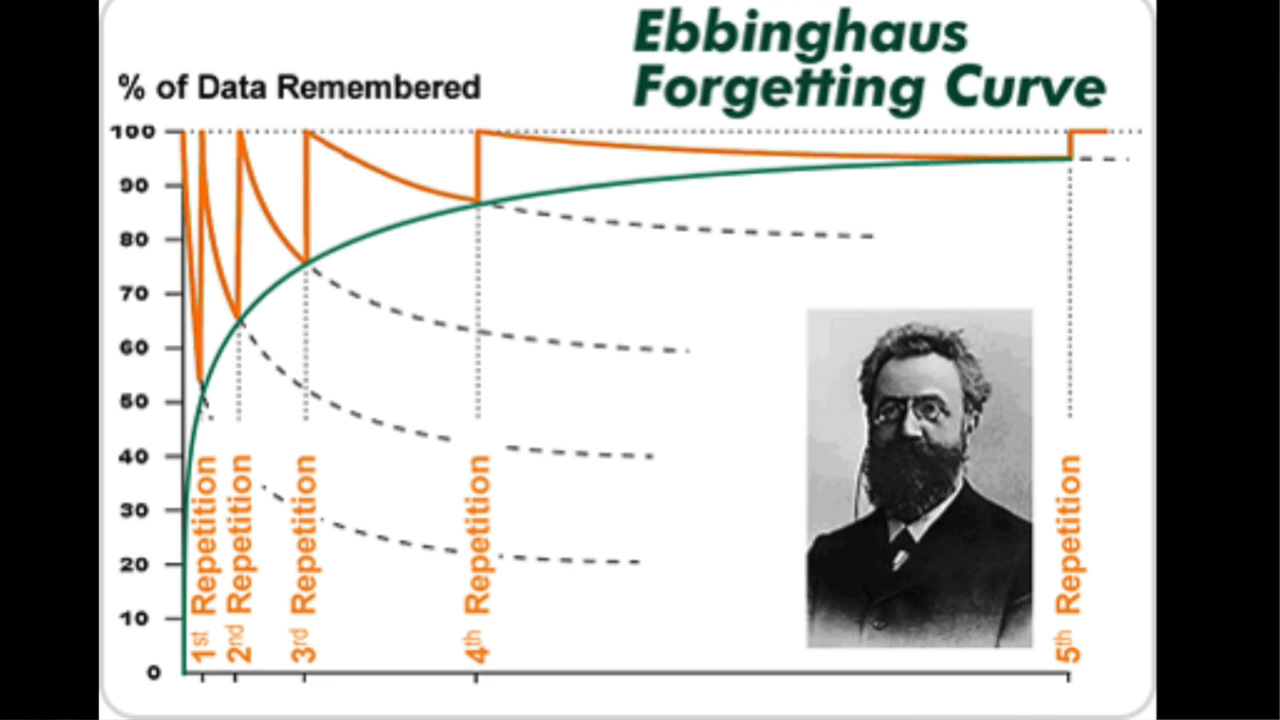 Ebbinghaus
Forgetting Curve
% of Data Remembered
100
90
80
70
60
50
40
30
20
10
0
1st Repetition
2nd Repetition
3rd Repetition
4th Repetition
5th Repetition